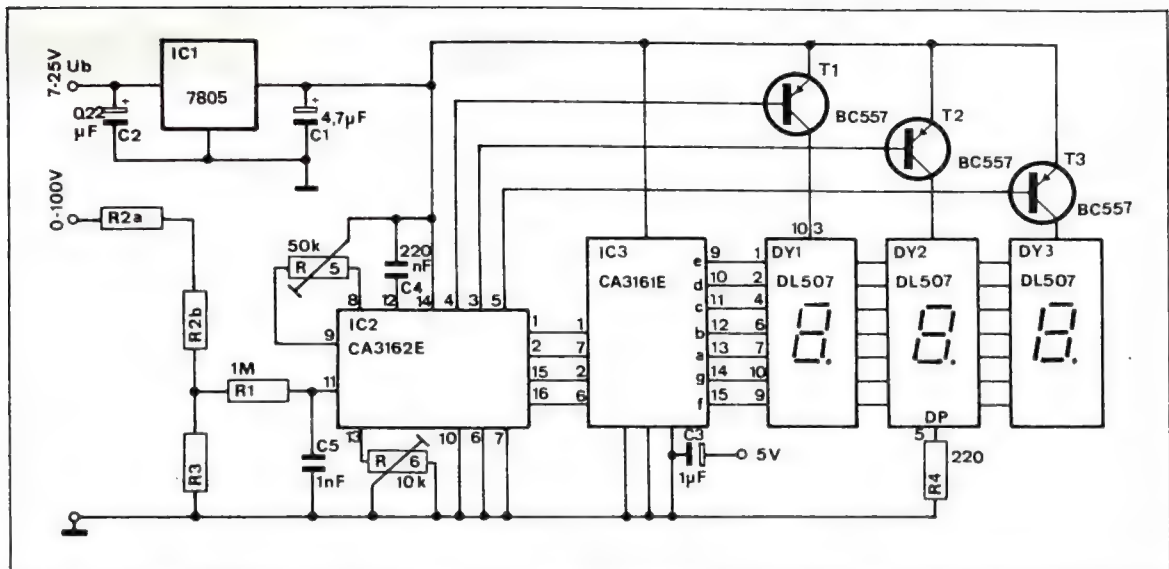 7-25V Ub
0,22 µF
C2
IC1
7805
4,7µF
C1
0-100V
R2a
R2b
1M
R1
R3
C5
1nF
50k
R 5
220 nF
C4
8
12
14
4
3
5
9
11
IC2
CA3162E
1
2
15
16
13
10
6
7
R 6
10k
1
7
2
6
IC3
CA3161E
e
d
c
b
a
g
f
9
10
11
12
13
14
15
1
2
4
6
7
10
9
C3
1µF
5V
T1
BC557
T2
BC557
T3
BC557
10 3
DY1
DL507
8.
DY2
DL507
8.
DP
5
220
R4
DY3
DL507
8.